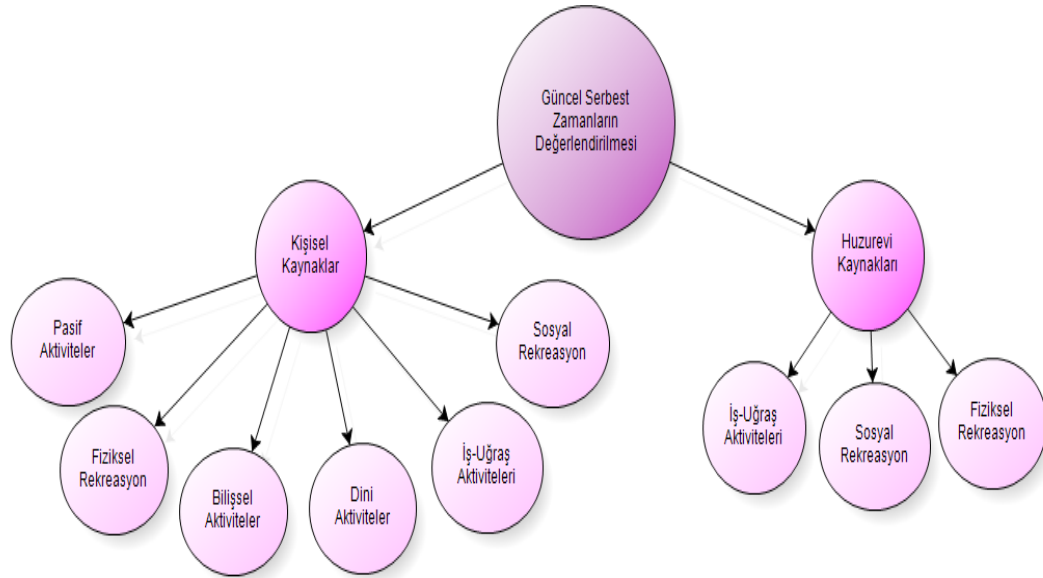 Güncel Serbest
Zamanların
Değerlendirilmesi
Kişisel
Kaynaklar
Huzurevi
Kaynakları
Pasif
Aktiviteler
Fiziksel
Rekreasyon
Bilişsel
Aktiviteler
Dini
Aktiviteler
İş-Uğraş
Aktiviteleri
Sosyal
Rekreasyon
İş-Uğraş
Aktiviteleri
Sosyal
Rekreasyon
Fiziksel
Rekreasyon